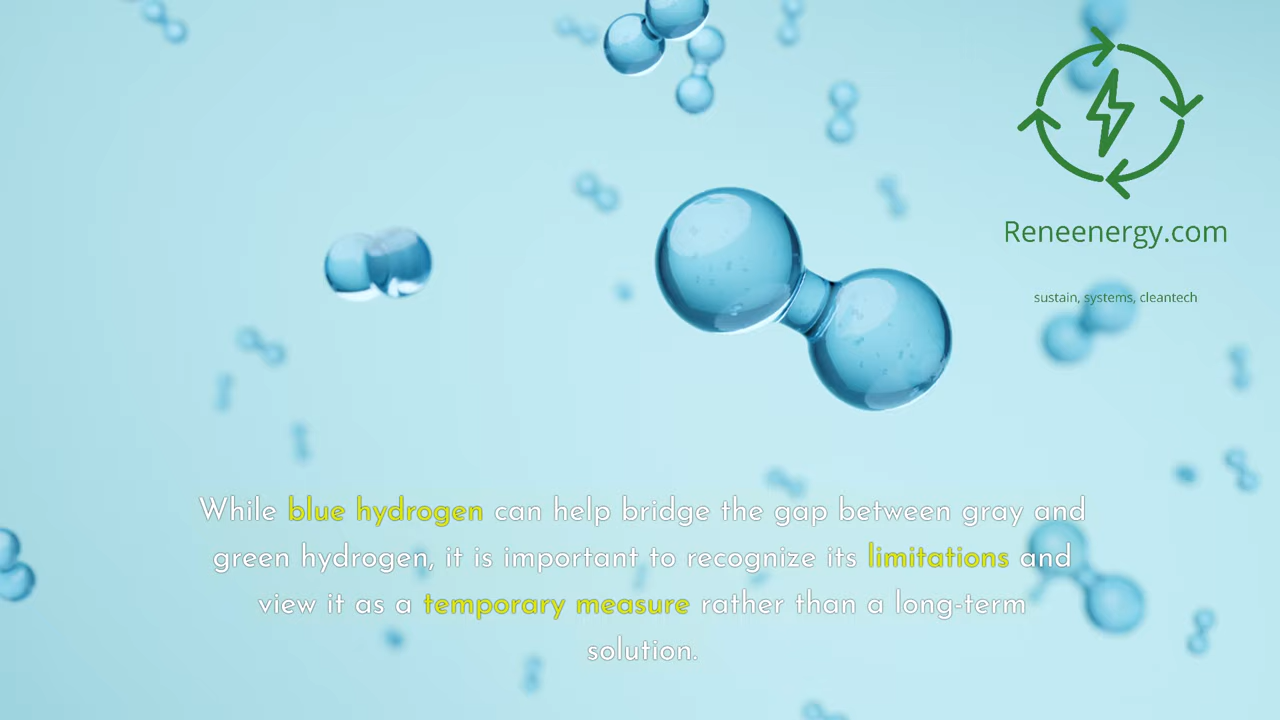 Reneenergy.com
sustain, systems, cleantech
While blue hydrogen can help bridge the gap between gray and
green hydrogen, it is important to recognize its limitations and
view it as a temporary measure rather than a long-term
solution.